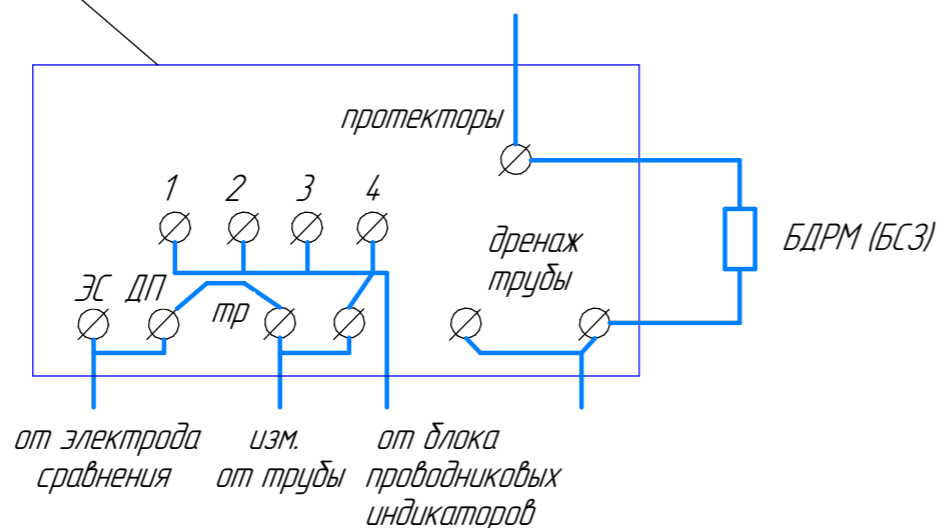 протекторы
1 2 3 4
дренаж
трубы
БДРМ (БСЗ)
ЭС ДП тр
от электрода
сравнения
изм.
от трубы
от блока
проводниковых
индикаторов